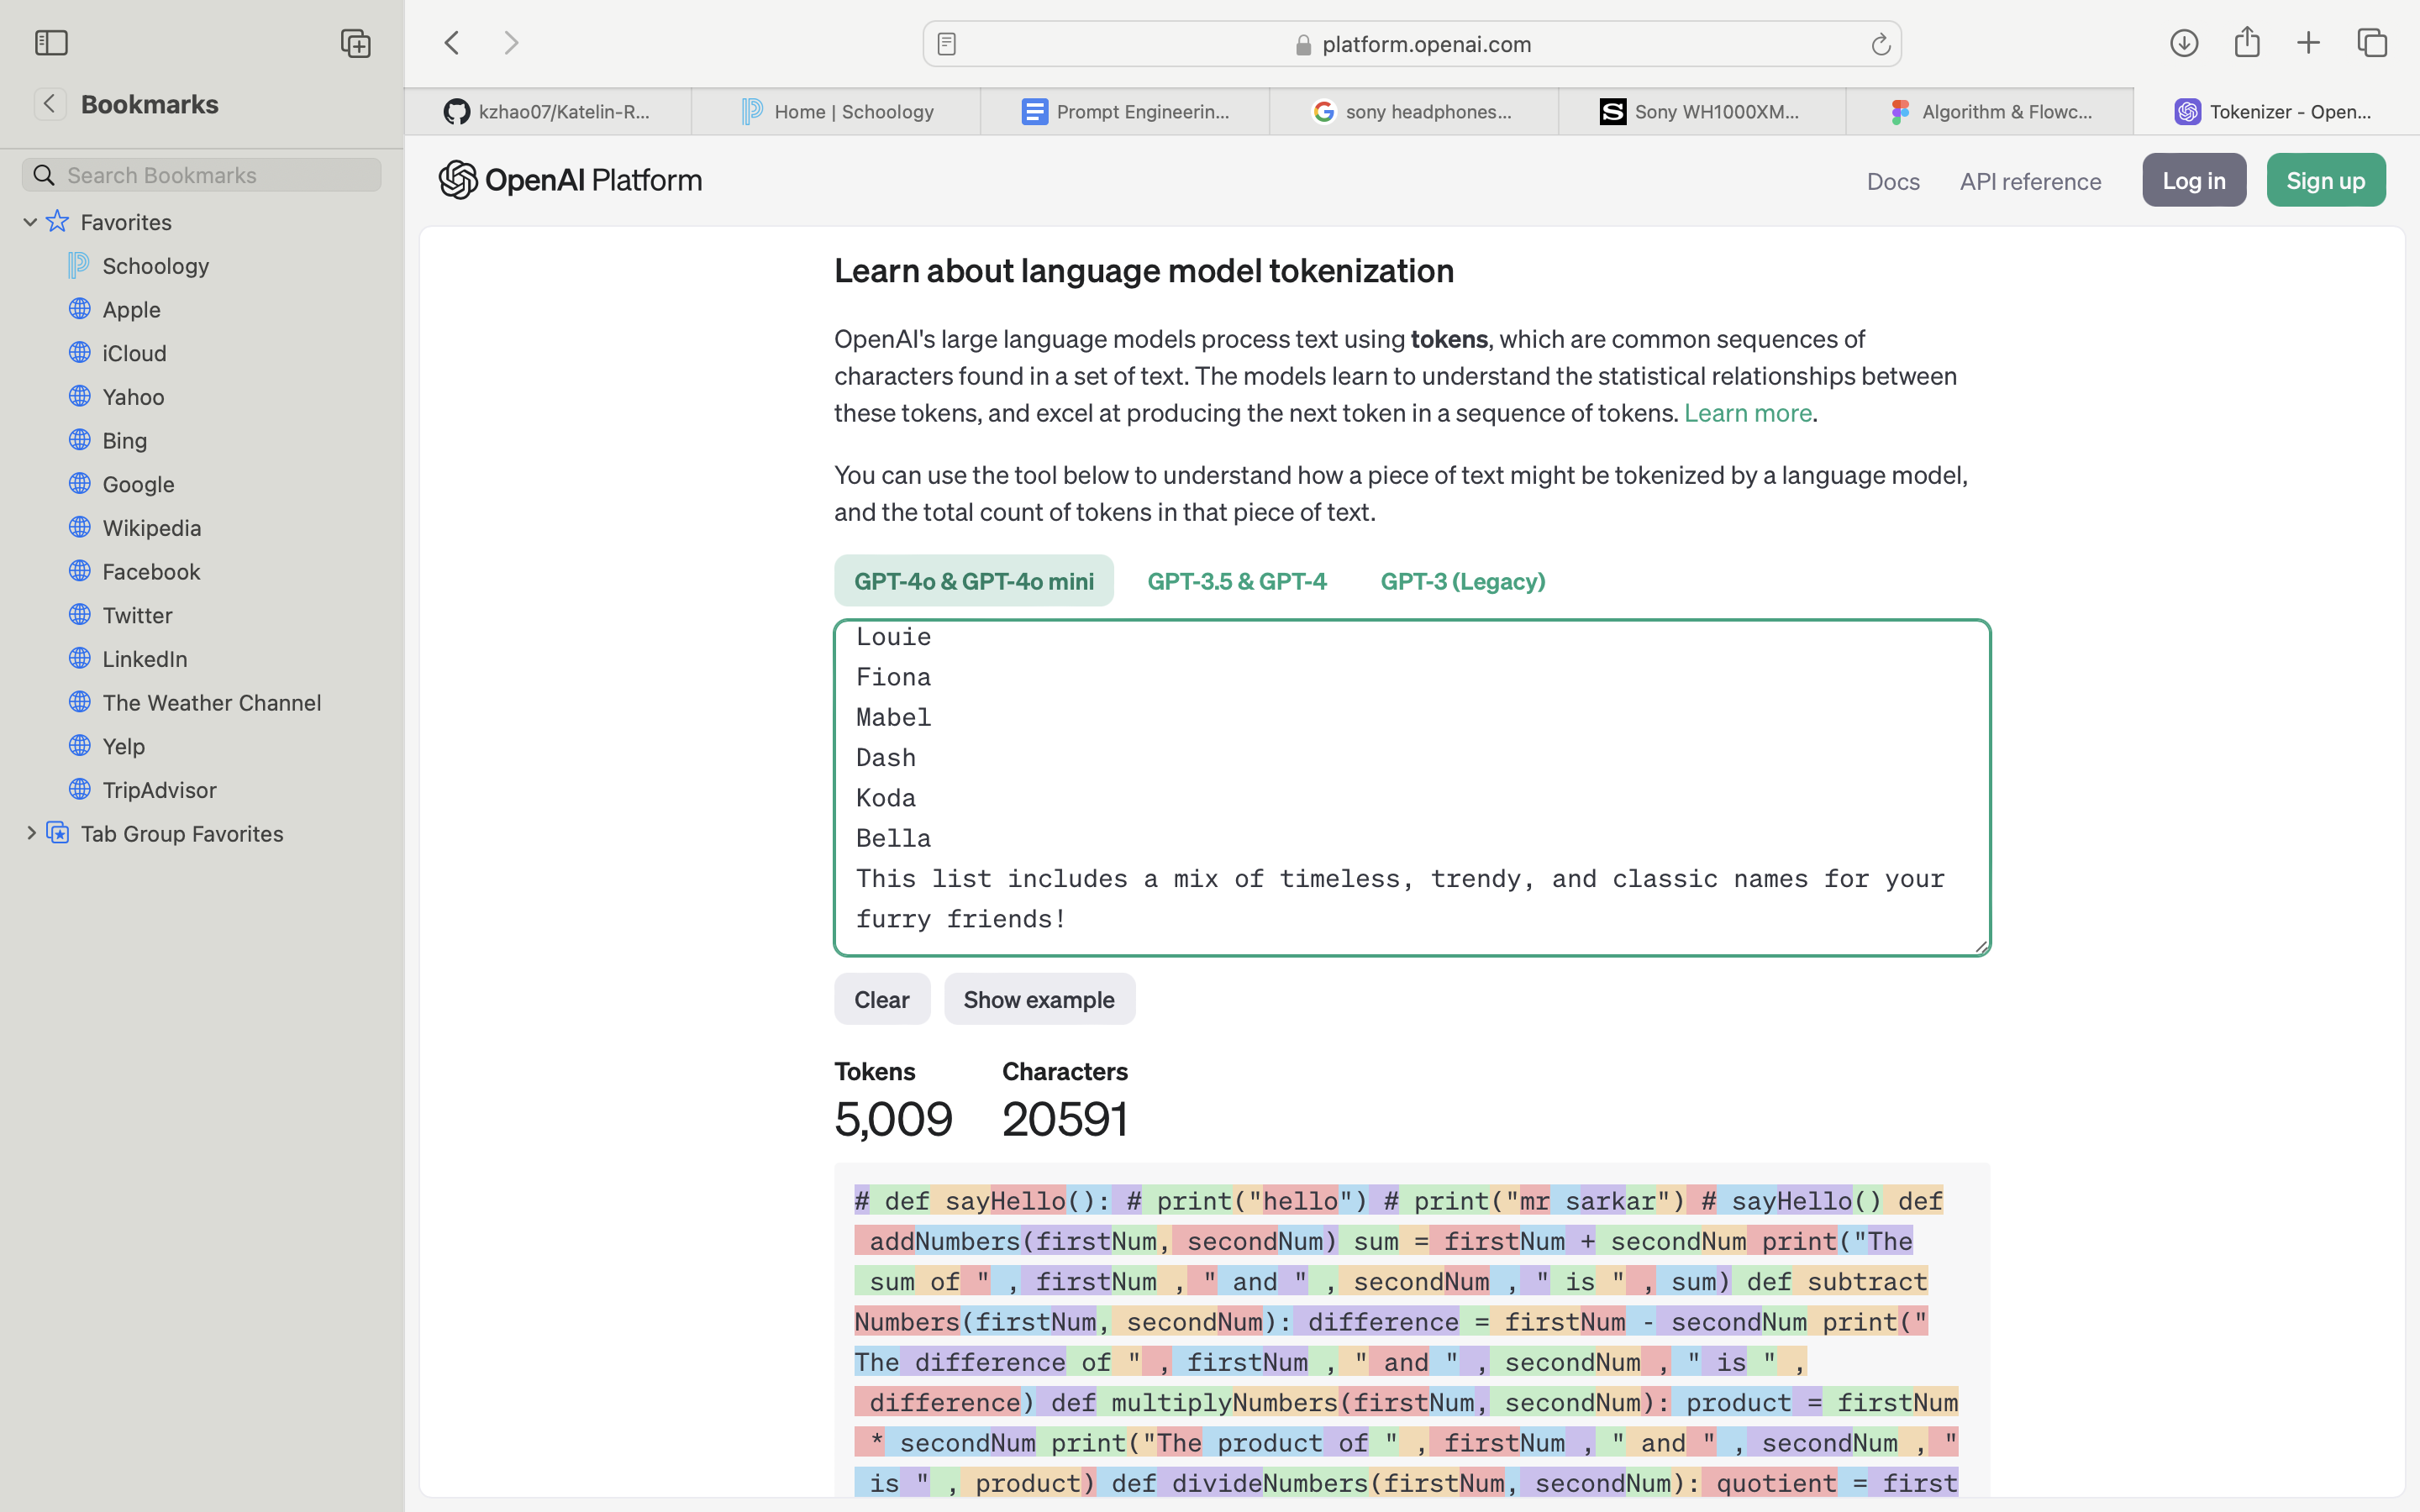 platform.openai.com
Bookmarks
kzhao07/Katelin-R...
Home | Schoology
Prompt Engineerin...
sony headphones...
Sony WH1000XM...
Algorithm & Flowc...
Tokenizer - Open...
Search Bookmarks
Favorites
Schoology
Apple
iCloud
Yahoo
Bing
Google
Wikipedia
Facebook
Twitter
LinkedIn
The Weather Channel
Yelp
TripAdvisor
Tab Group Favorites
OpenAI Platform
Docs
API reference
Log in
Sign up
Learn about language model tokenization
OpenAI's large language models process text using tokens, which are common sequences of
characters found in a set of text. The models learn to understand the statistical relationships between
these tokens, and excel at producing the next token in a sequence of tokens. Learn more.
You can use the tool below to understand how a piece of text might be tokenized by a language model,
and the total count of tokens in that piece of text.
GPT-4o & GPT-4o mini
GPT-3.5 & GPT-4
GPT-3 (Legacy)
Louie
Fiona
Mabel
Dash
Koda
Bella
This list includes a mix of timeless, trendy, and classic names for your
furry friends!
Clear
Show example
Tokens
Characters
5,009
20591
# def sayHello(): # print("hello") # print("mr sarkar") # sayHello() def
addNumbers(firstNum, secondNum) sum = firstNum + secondNum print("The
sum of " , firstNum , " and " , secondNum , " is " , sum) def subtract
Numbers(firstNum, secondNum): difference = firstNum - secondNum print("
The difference of " , firstNum , " and " , secondNum , " is " ,
difference) def multiplyNumbers(firstNum, secondNum): product = firstNum
* secondNum print("The product of " , firstNum , " and " , secondNum , "
is " , product) def divideNumbers(firstNum, secondNum): quotient = first